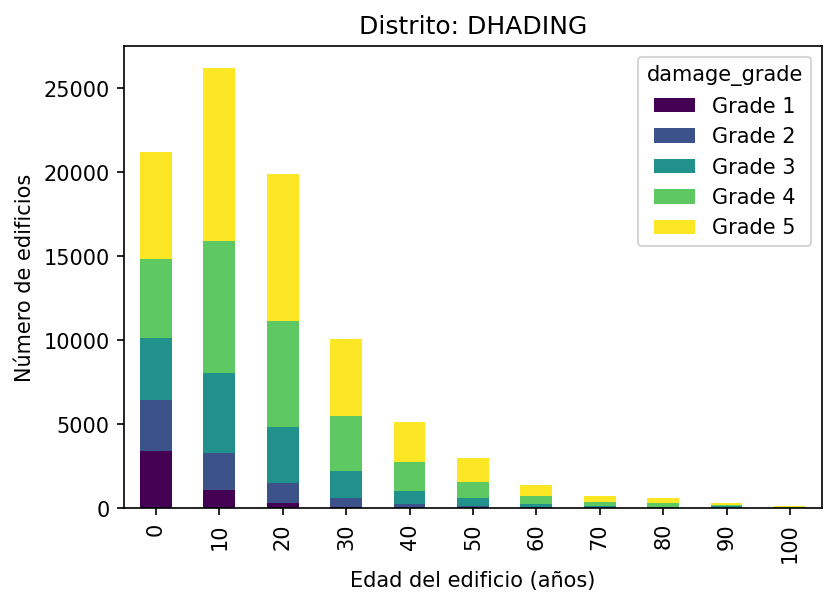 Distrito: DHADING
damage_grade
Grade 1
Grade 2
Grade 3
Grade 4
Grade 5
Número de edificios
25000
20000
15000
10000
5000
0
0 10 20 30 40 50 60 70 80 90 100
Edad del edificio (años)